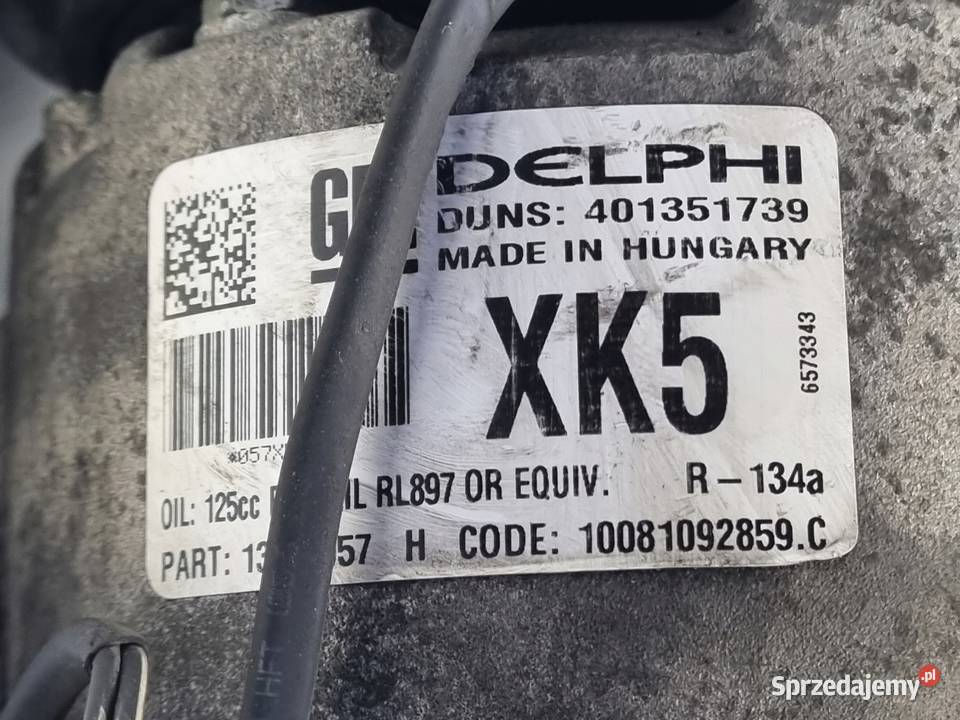 DELPHI
DUNS: 401351739
MADE IN HUNGARY
XK5
6573343
OIL: 125cc RL897 OR EQUIV. R-134a
PART: H CODE: 10081092859.C
HFT
Sprzedajemy.pl